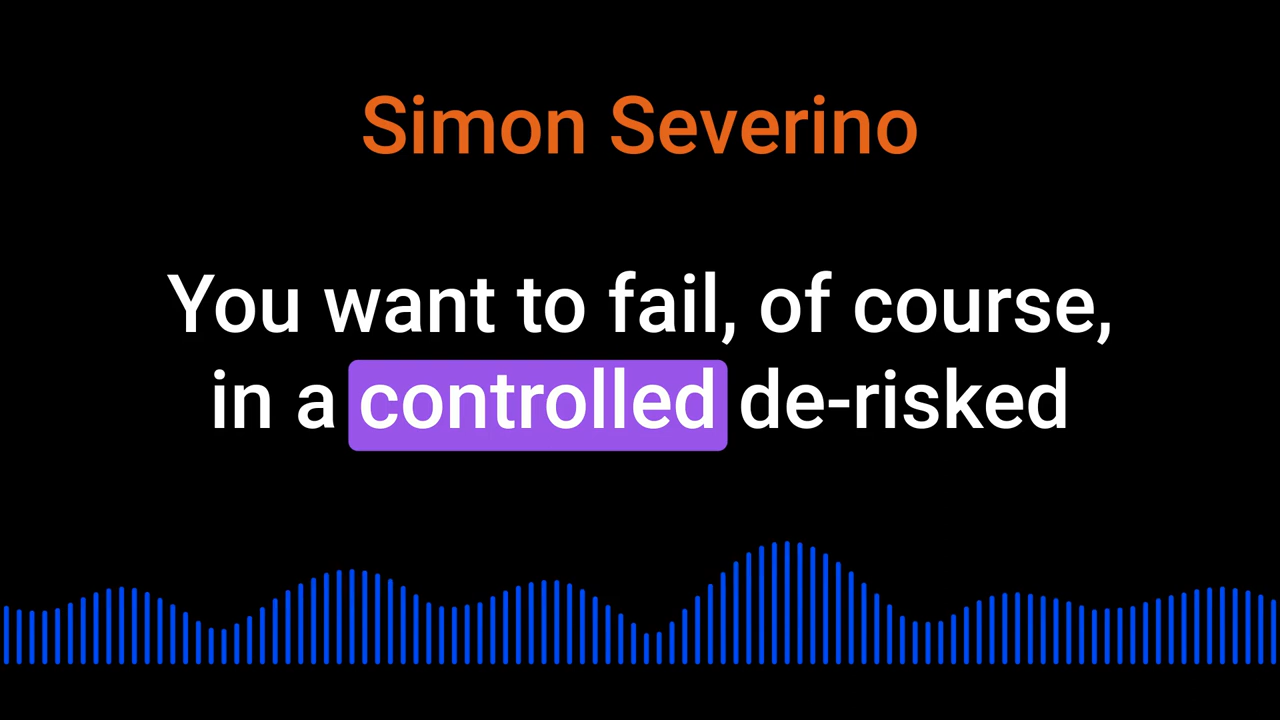 Simon Severino
You want to fail, of course,
in a controlled de-risked